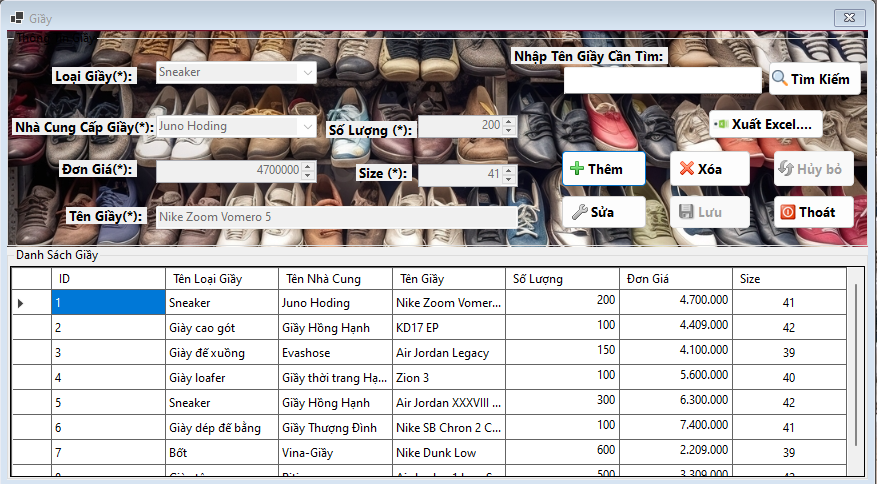 Giầy
Nhập Tên Giầy Cần Tìm:
Loại Giầy(*): Sneaker
Tìm Kiếm
Nhà Cung Cấp Giầy(*): Juno Hoding Số Lượng (*): 200 Xuất Excel....
Đơn Giá(*): 4700000 Size (*): 41 Thêm Xóa Hủy bỏ
Tên Giầy(*): Nike Zoom Vomero 5 Sửa Lưu Thoát
Danh Sách Giầy
ID Tên Loại Giầy Tên Nhà Cung Tên Giầy Số Lượng Đơn Giá Size
1 Sneaker Juno Hoding Nike Zoom Vomer... 200 4.700.000 41
2 Giày cao gót Giầy Hồng Hạnh KD17 EP 100 4.409.000 42
3 Giày đế xuồng Evashose Air Jordan Legacy 150 4.100.000 39
4 Giày loafer Giầy thời trang Hạ... Zion 3 100 5.600.000 40
5 Sneaker Giầy Hồng Hạnh Air Jordan XXXVIII ... 300 6.300.000 42
6 Giày dép đế bằng Giầy Thượng Đình Nike SB Chron 2 C... 100 7.400.000 41
7 Bốt Vina-Giầy Nike Dunk Low 600 2.209.000 39
500 3.309.000